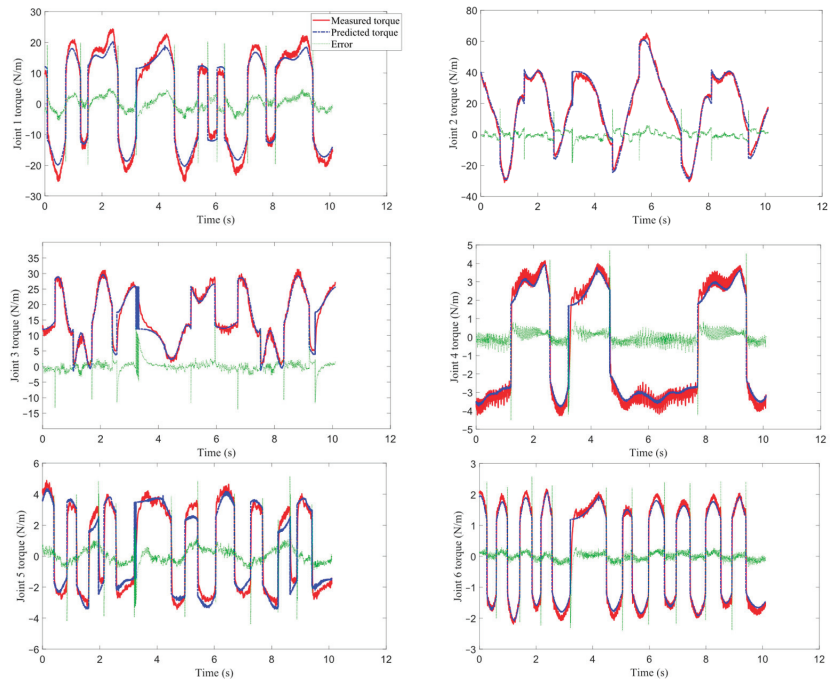 30
20
10
0
−10
−20
−30
0 2 4 6 8 10 12
Joint 1 torque (N/m)
Time (s)
Measured torque
Predicted torque
Error
80
60
40
20
0
−20
−40
0 2 4 6 8 10 12
Joint 2 torque (N/m)
Time (s)
35
30
25
20
15
10
5
0
−5
−10
−15
0 2 4 6 8 10 12
Joint 3 torque (N/m)
Time (s)
5
4
3
2
1
0
−1
−2
−3
−4
−5
0 2 4 6 8 10 12
Joint 4 torque (N/m)
Time (s)
6
4
2
0
−2
−4
−6
0 2 4 6 8 10 12
Joint 5 torque (N/m)
Time (s)
3
2
1
0
−1
−2
−3
0 2 4 6 8 10 12
Joint 6 torque (N/m)
Time (s)